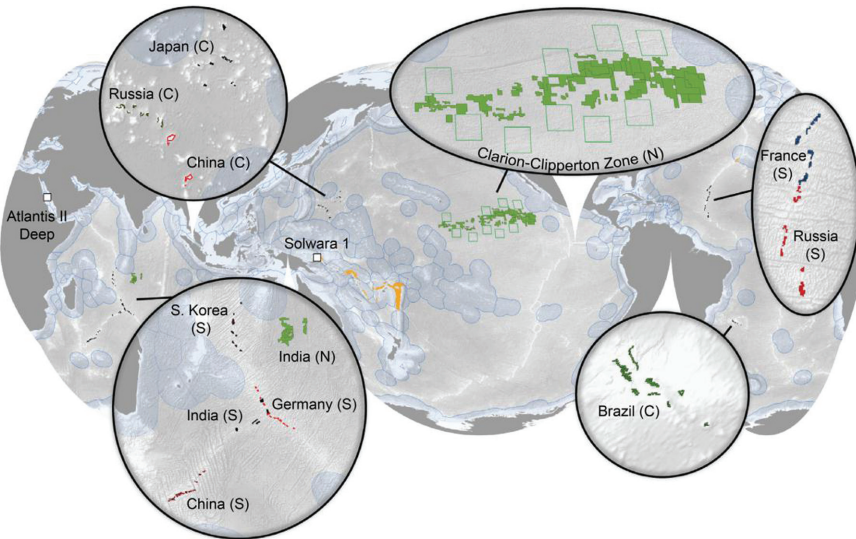 Japan (C)
Russia (C)
China (C)
Clarion-Clipperton Zone (N)
France
(S)
Russia
(S)
Atlantis II
Deep
Solwara 1
S. Korea
(S)
India (N)
India (S)
Germany (S)
China (S)
Brazil (C)